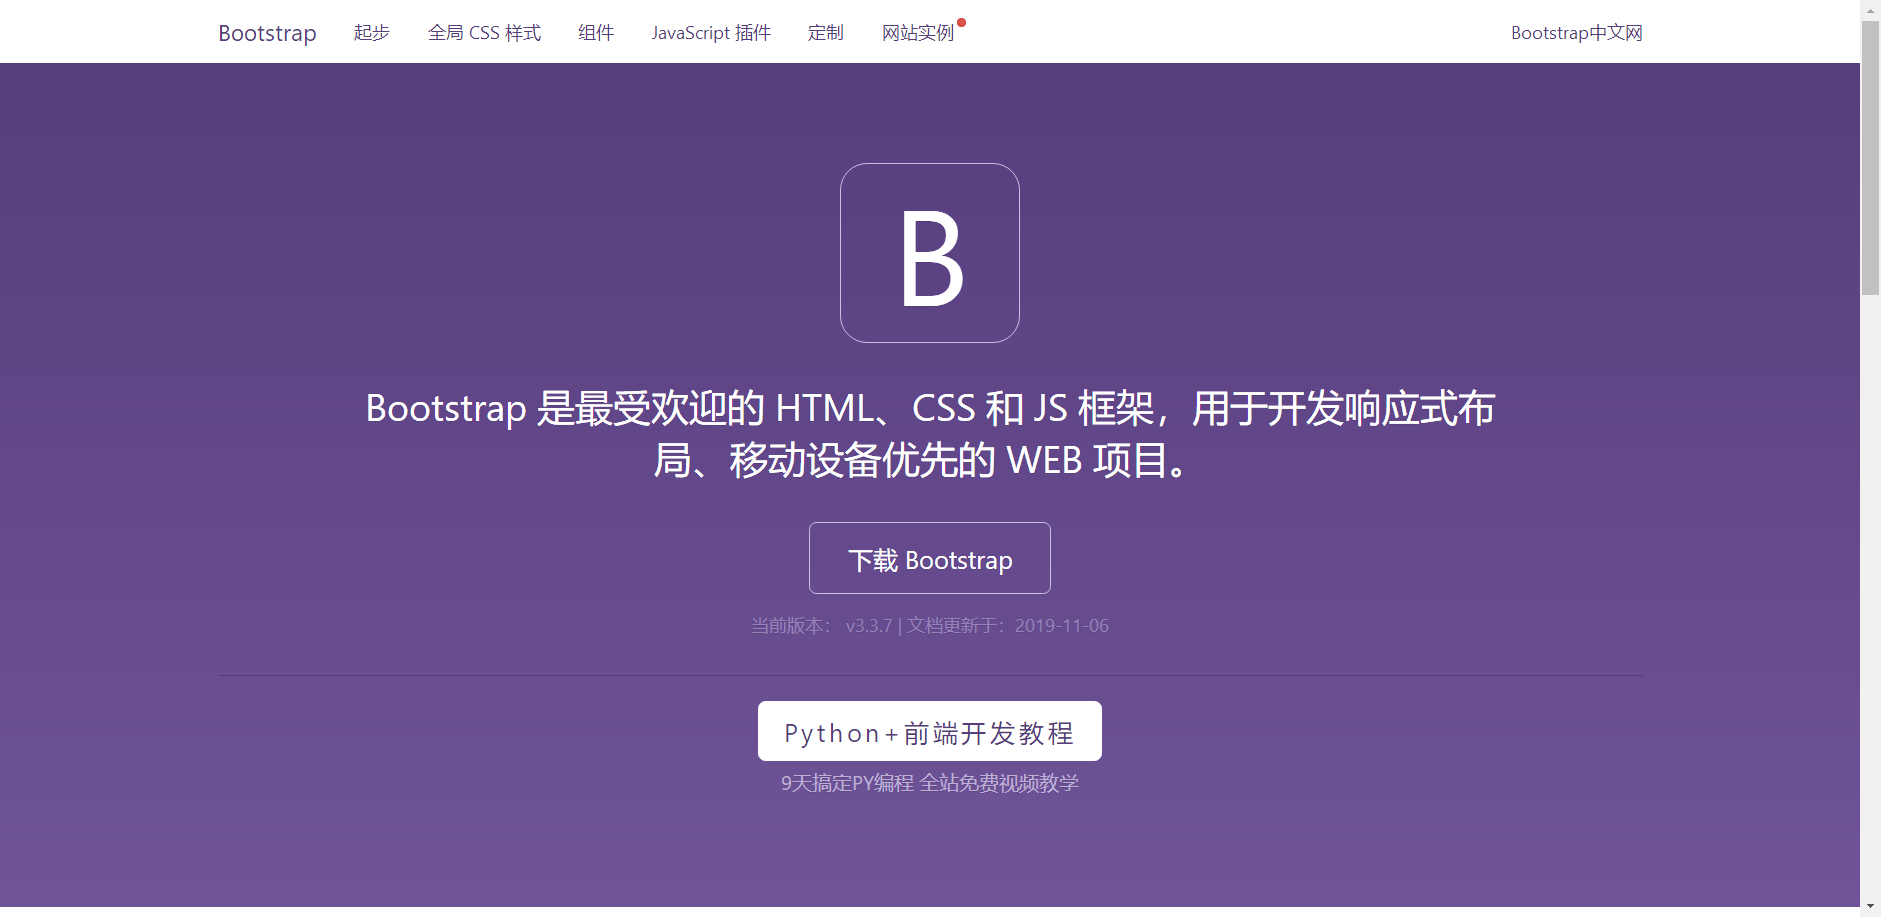 Bootstrap 起步 全局 CSS 样式 组件 JavaScript 插件 定制 网站实例 Bootstrap中文网
B
Bootstrap 是最受欢迎的 HTML、CSS 和 JS 框架，用于开发响应式布
局、移动设备优先的 WEB 项目。
下载 Bootstrap
当前版本： v3.3.7 | 文档更新于：2019-11-06
Python+前端开发教程
9天搞定PY编程 全站免费视频教学